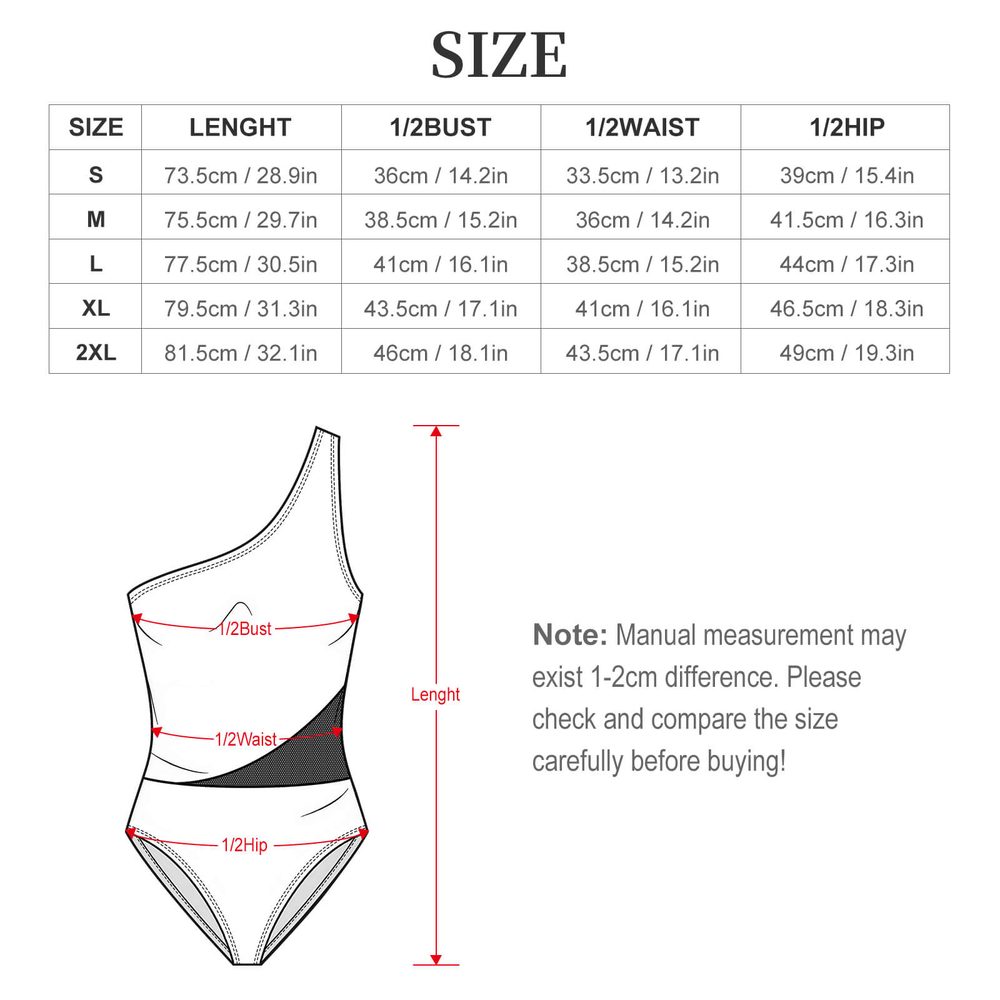 SIZE
SIZE LENGHT 1/2BUST 1/2WAIST 1/2HIP
S 73.5cm / 28.9in 36cm / 14.2in 33.5cm / 13.2in 39cm / 15.4in
M 75.5cm / 29.7in 38.5cm / 15.2in 36cm / 14.2in 41.5cm / 16.3in
L 77.5cm / 30.5in 41cm / 16.1in 38.5cm / 15.2in 44cm / 17.3in
XL 79.5cm / 31.3in 43.5cm / 17.1in 41cm / 16.1in 46.5cm / 18.3in
2XL 81.5cm / 32.1in 46cm / 18.1in 43.5cm / 17.1in 49cm / 19.3in
1/2Bust
Lenght
1/2Waist
1/2Hip
Note: Manual measurement may
exist 1-2cm difference. Please
check and compare the size
carefully before buying!